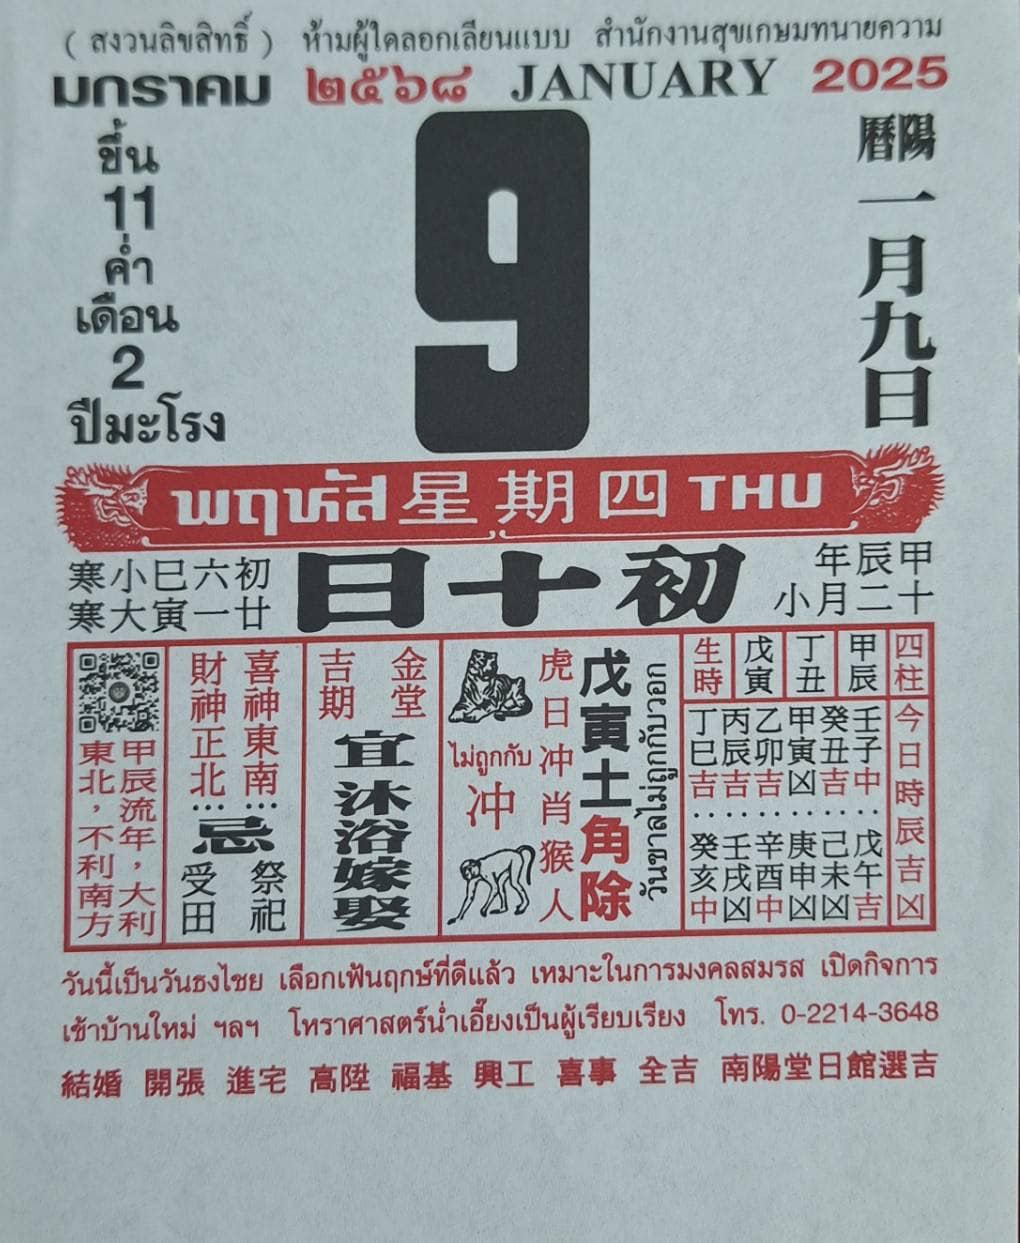 ( สงวนลิขสิทธิ์ ) ห้ามผู้ใดลอกเลียนแบบ สำนักงานสุขเกษมทนายความ
มกราคม ๒๕๖๘ JANUARY 2025
ขึ้น
11
ค่ำ
เดือน
2
ปีมะโรง
9
陽曆
一月九日
พฤหัส 星期四 THU
初六巳小寒
廿一寅大寒
初十日
甲辰年
十二月小
甲辰流年，大利
東北，不利南方
喜神東南…
財神正北…
忌
祭祀
受田
金堂
吉期
宜沐浴嫁娶
ไม่ถูกกับ
冲
虎日冲肖猴人
戊寅土角除
วันขาลไม่ถูกกับวอก
四柱
甲辰
丁丑
戊寅
生時
今日時辰吉凶
壬子中
癸丑吉
甲寅凶
乙卯吉
丙辰吉
丁巳吉
戊午吉
己未凶
庚申凶
辛酉中
壬戌凶
癸亥中
วันนี้เป็นวันธงไชย เลือกเฟ้นฤกษ์ที่ดีแล้ว เหมาะในการมงคลสมรส เปิดกิจการ
เข้าบ้านใหม่ ฯลฯ โหราศาสตร์น่ำเอี๊ยงเป็นผู้เรียบเรียง โทร. 0-2214-3648
結婚 開張 進宅 高陞 福基 興工 喜事 全吉 南陽堂日館選吉